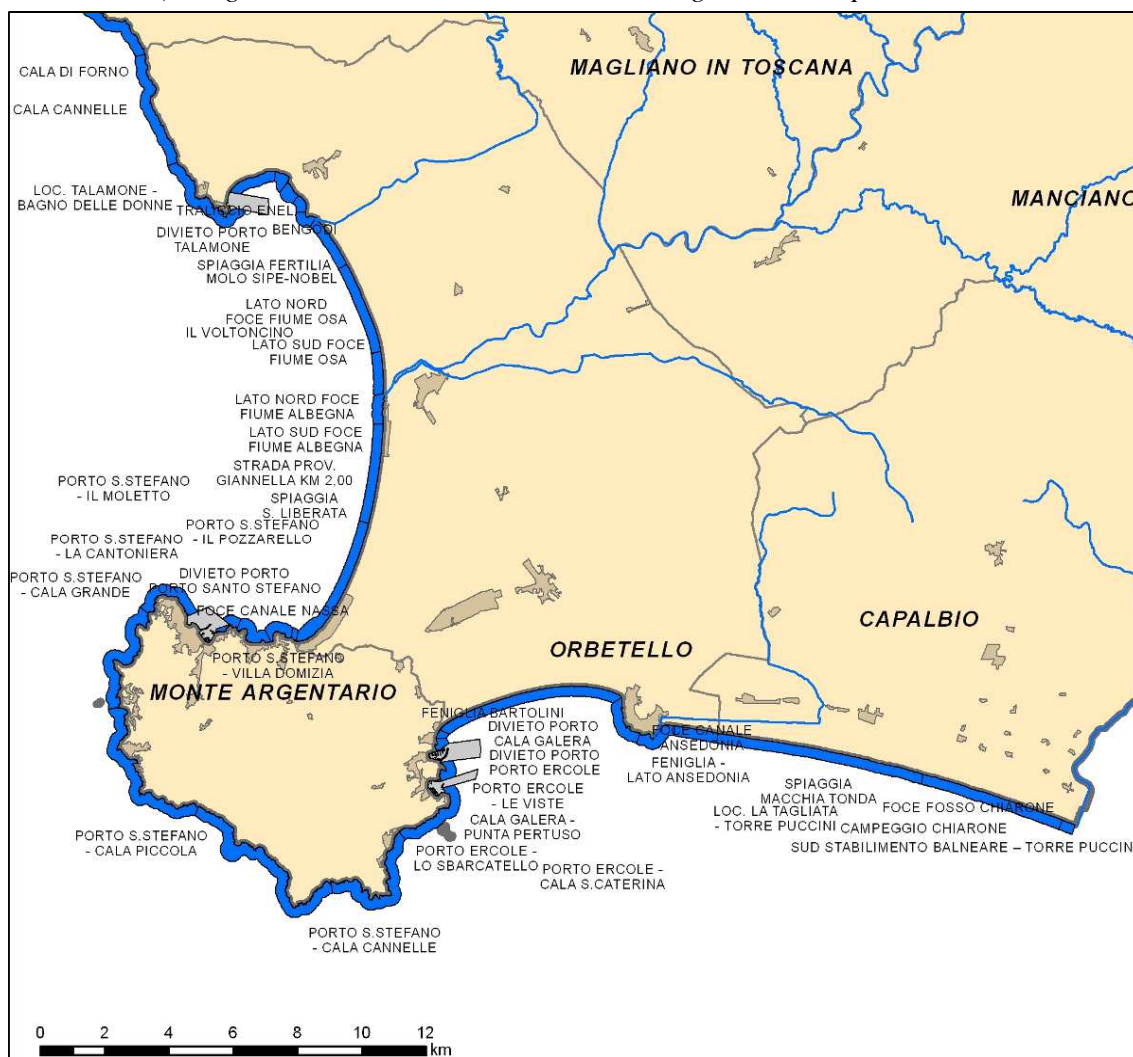 CALA DI FORNO
MAGLIANO IN TOSCANA
CALA CANNELLE
LOC. TALAMONE -
BAGNO DELLE DONNE
MANCIANO
TRALICCIO ENEL
BENGODI
DIVIETO PORTO
TALAMONE
SPIAGGIA FERTILIA
MOLO SIPE-NOBEL
LATO NORD
FOCE FIUME OSA
IL VOLTONCINO
LATO SUD FOCE
FIUME OSA
LATO NORD FOCE
FIUME ALBEGNA
LATO SUD FOCE
FIUME ALBEGNA
STRADA PROV.
GIANNELLA KM 2,00
PORTO S.STEFANO
- IL MOLETTO
SPIAGGIA
S. LIBERATA
PORTO S.STEFANO
- IL POZZARELLO
PORTO S.STEFANO
- LA CANTONIERA
PORTO S.STEFANO
- CALA GRANDE
DIVIETO PORTO
PORTO SANTO STEFANO
FOCE CANALE NASSA
CAPALBIO
ORBETELLO
PORTO S.STEFANO
- VILLA DOMIZIA
MONTE ARGENTARIO
FENIGLIA BARTOLINI
DIVIETO PORTO
CALA GALERA
DIVIETO PORTO
PORTO ERCOLE
FOCE CANALE
ANSEDONIA
FENIGLIA -
LATO ANSEDONIA
PORTO ERCOLE
- LE VISTE
CALA GALERA -
PUNTA PERTUSO
SPIAGGIA
MACCHIA TONDA
LOC. LA TAGLIATA
- TORRE PUCCINI
FOCE FOSSO CHIARONE
CAMPEGGIO CHIARONE
SUD STABILIMENTO BALNEARE – TORRE PUCCIN
PORTO S.STEFANO
- CALA PICCOLA
PORTO ERCOLE -
LO SBARCATELLO
PORTO ERCOLE -
CALA S.CATERINA
PORTO S.STEFANO
- CALA CANNELLE
0 2 4 6 8 10 12
km